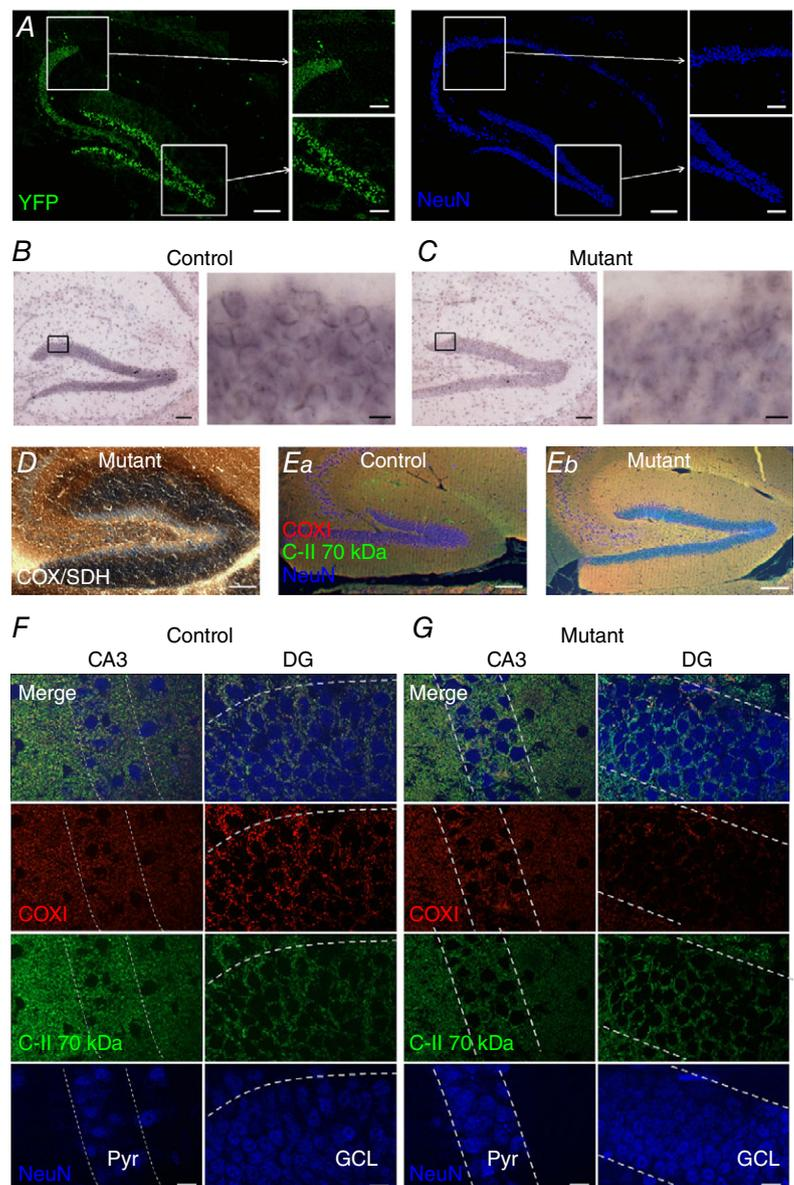 A
YFP
NeuN
B
Control
C
Mutant
D
Mutant
COX/SDH
Ea
Control
COXI
C-II 70 kDa
NeuN
Eb
Mutant
F
Control
G
Mutant
CA3
DG
CA3
DG
Merge
Merge
COXI
COXI
C-II 70 kDa
C-II 70 kDa
NeuN
Pyr
GCL
NeuN
Pyr
GCL